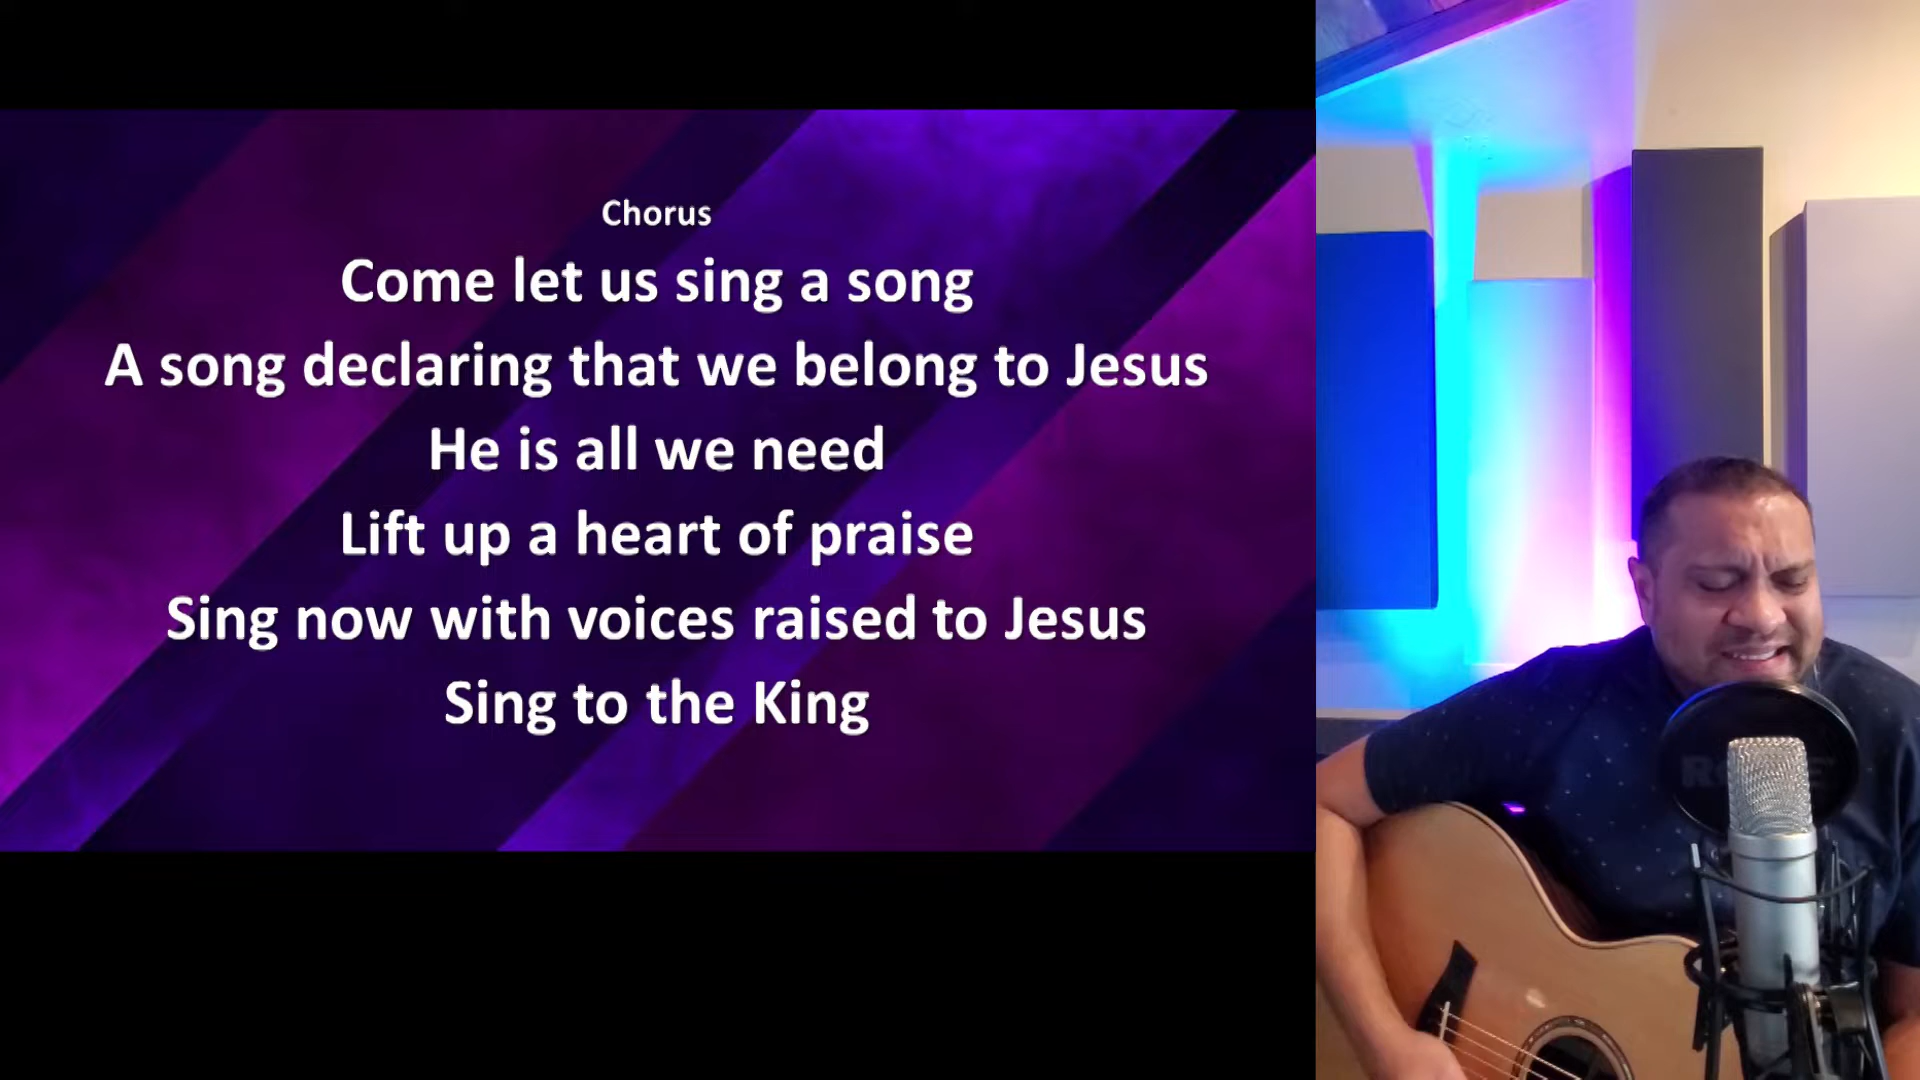 Chorus
Come let us sing a song
A song declaring that we belong to Jesus
He is all we need
Lift up a heart of praise
Sing now with voices raised to Jesus
Sing to the King